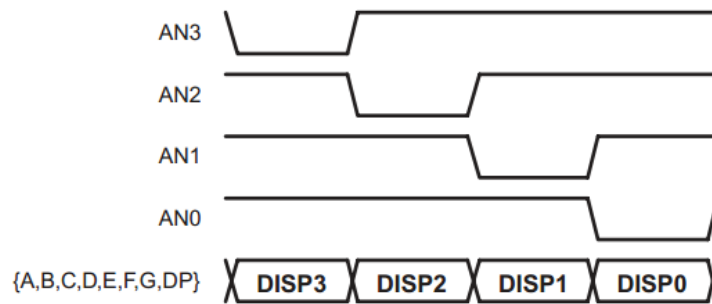 AN3
AN2
AN1
AN0
{A,B,C,D,E,F,G,DP} DISP3 DISP2 DISP1 DISP0